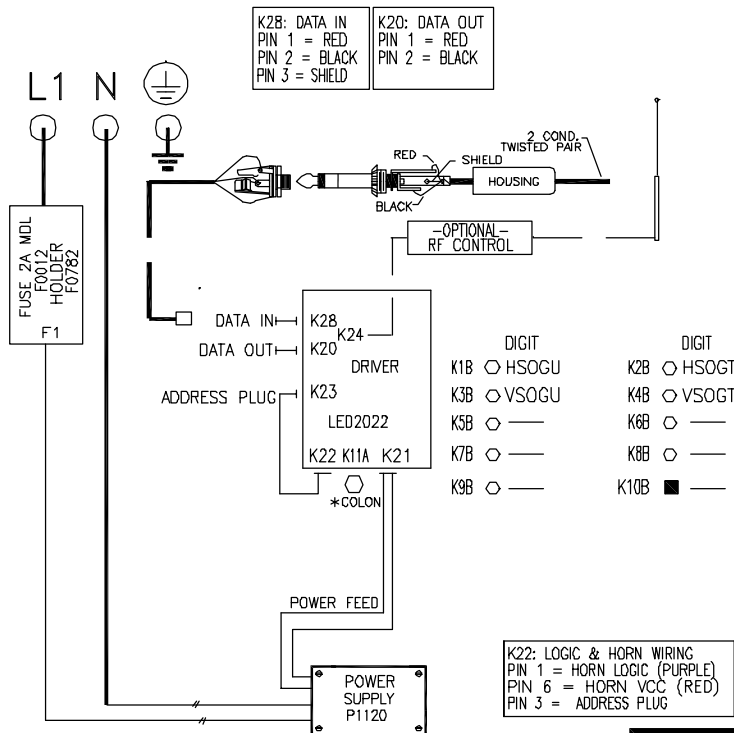 K28: DATA IN
PIN 1 = RED
PIN 2 = BLACK
PIN 3 = SHIELD
K20: DATA OUT
PIN 1 = RED
PIN 2 = BLACK
L1 N
2 COND.
TWISTED PAIR
RED
SHIELD
HOUSING
BLACK
-OPTIONAL-
RF CONTROL
FUSE 2A MDL
F0012
HOLDER
F0782
F1
DATA IN
K28
K24
DATA OUT
K20
DRIVER
ADDRESS PLUG
K23
LED2022
K22 K11A K21
*COLON
DIGIT
K1B HSOGU
K3B VSOGU
K5B
K7B
K9B
DIGIT
K2B HSOGT
K4B VSOGT
K6B
K8B
K10B
POWER FEED
POWER
SUPPLY
P1120
K22: LOGIC & HORN WIRING
PIN 1 = HORN LOGIC (PURPLE)
PIN 6 = HORN VCC (RED)
PIN 3 = ADDRESS PLUG